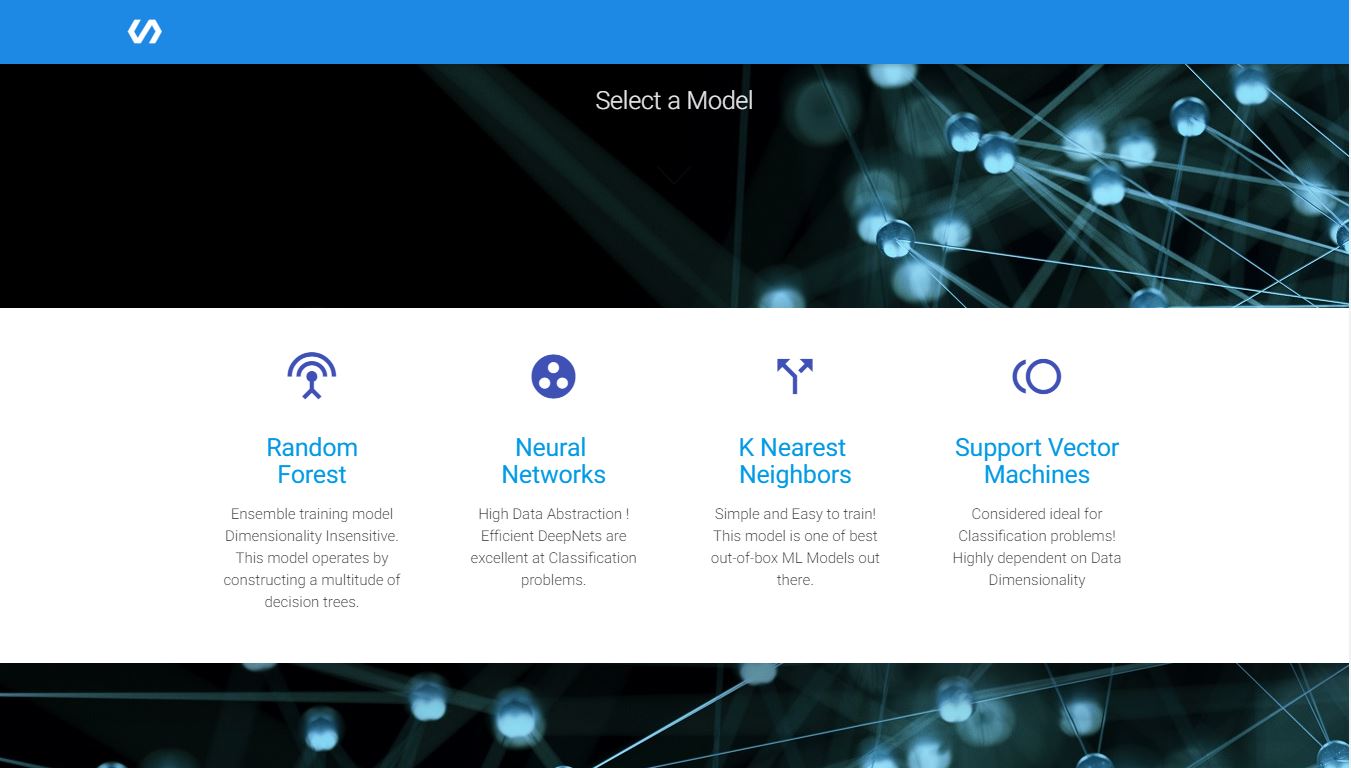 Select a Model
Random
Forest
Ensemble training model
Dimensionality Insensitive.
This model operates by
constructing a multitude of
decision trees.
Neural
Networks
High Data Abstraction !
Efficient DeepNets are
excellent at Classification
problems.
K Nearest
Neighbors
Simple and Easy to train!
This model is one of best
out-of-box ML Models out
there.
Support Vector
Machines
Considered ideal for
Classification problems!
Highly dependent on Data
Dimensionality